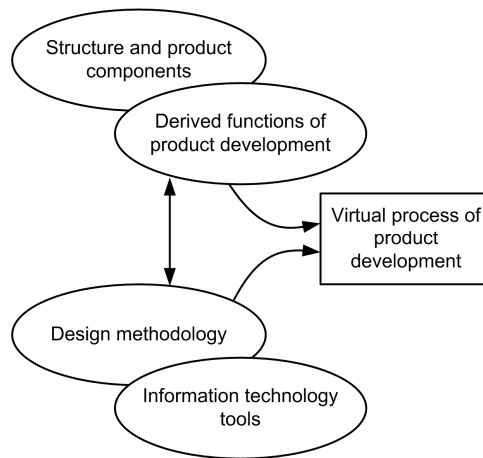 Structure and product
components
Derived functions of
product development
Virtual process of
product
development
Design methodology
Information technology
tools